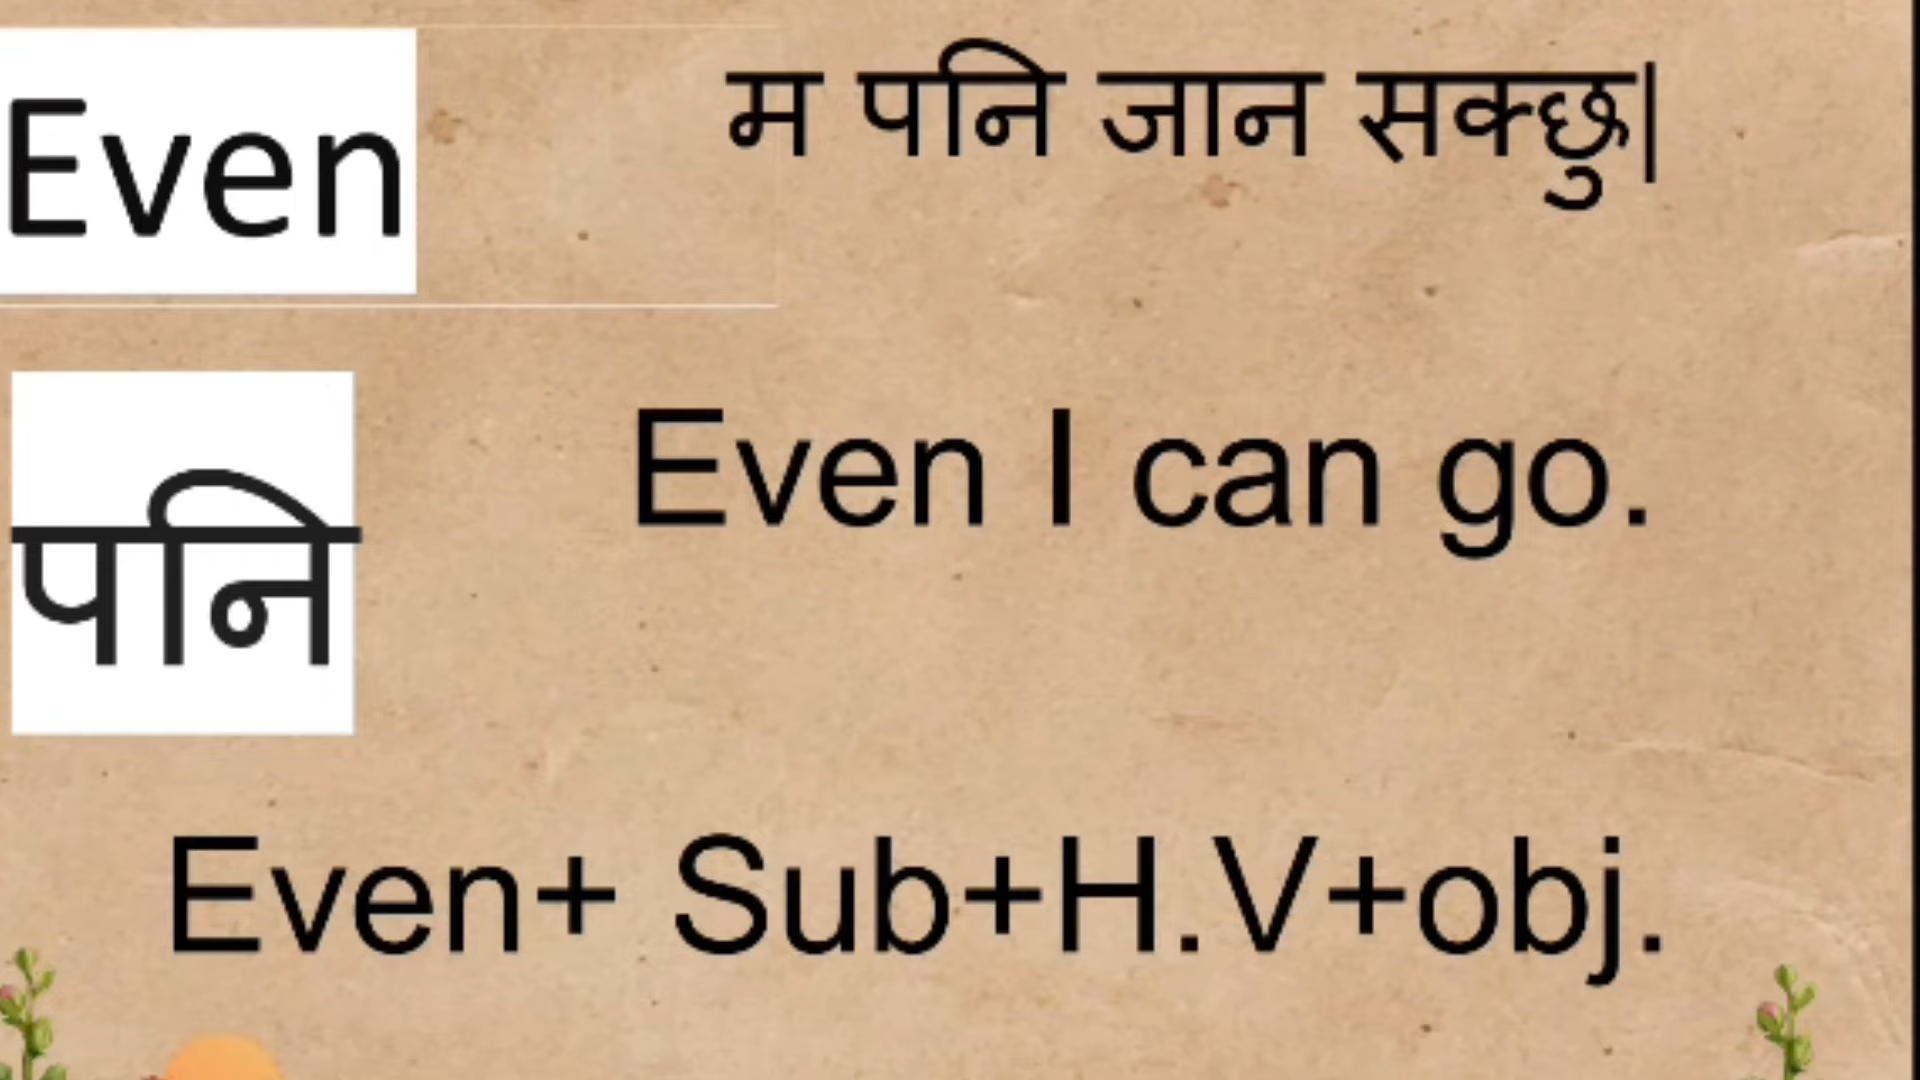 Even
म पनि जान सक्छु|
पनि
Even I can go.
Even+ Sub+H.V+obj.